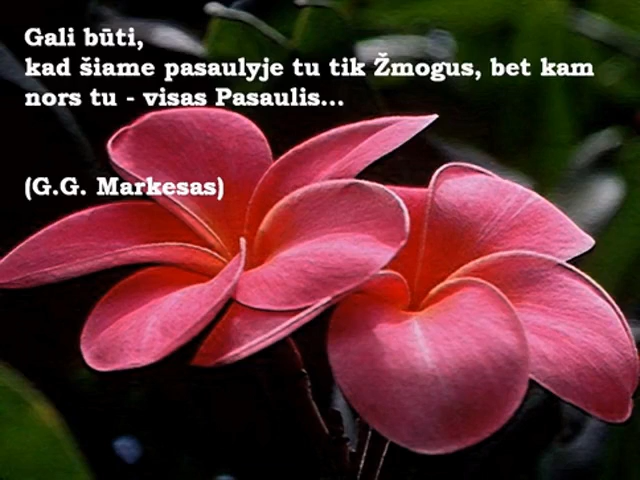 Gali būti,
kad šiame pasaulyje tu tik Žmogus, bet kam
nors tu - visas Pasaulis...
(G.G. Markesas)